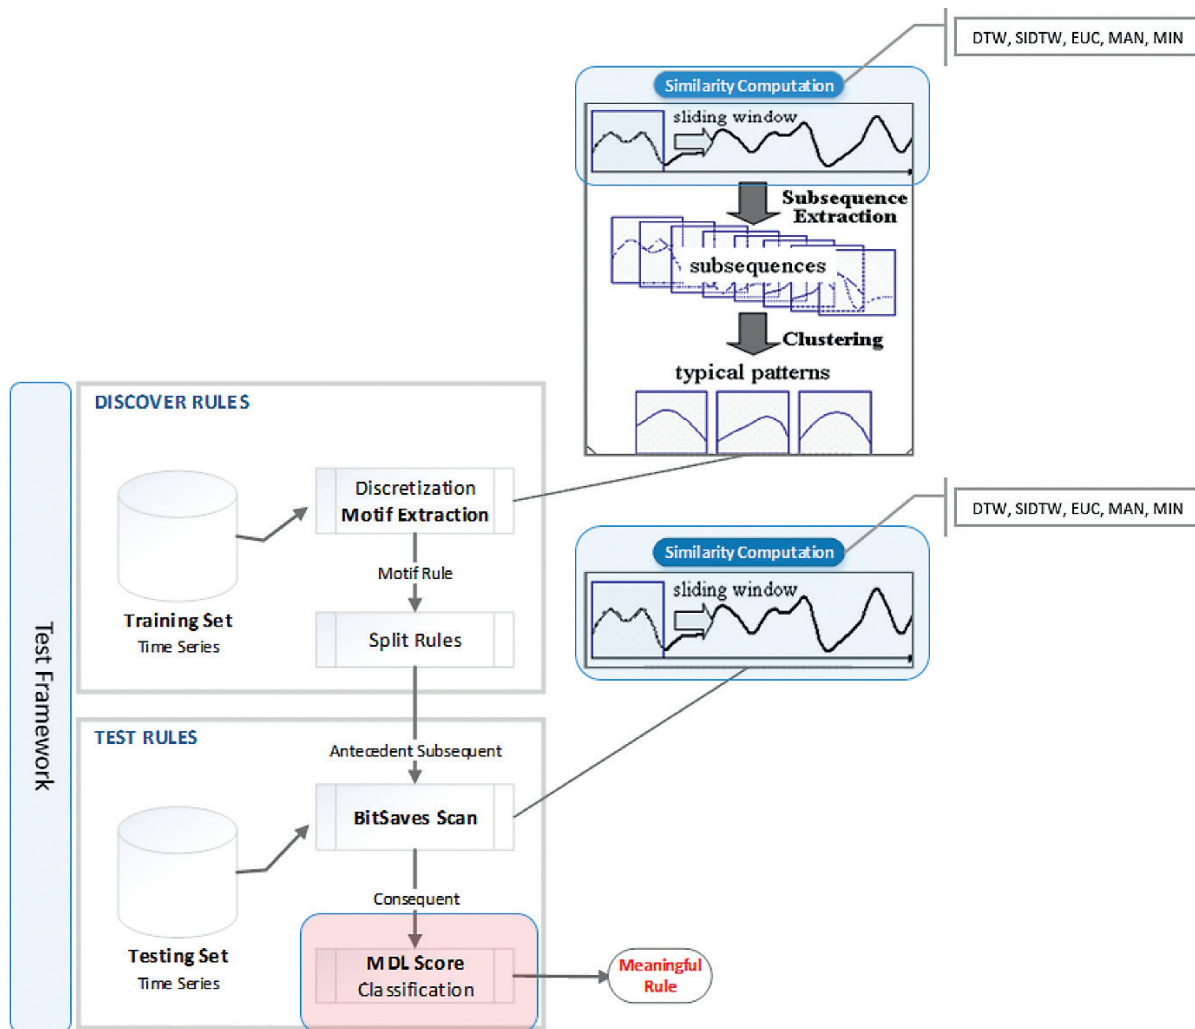 DTW, SIDTW, EUC, MAN, MIN
Similarity Computation
sliding window
Subsequence
Extraction
subsequences
Clustering
typical patterns
DISCOVER RULES
Discretization
Motif Extraction
Training Set
Time Series
Motif Rule
Split Rules
DTW, SIDTW, EUC, MAN, MIN
Similarity Computation
sliding window
Test Framework
TEST RULES
Antecedent Subsequent
BitSaves Scan
Testing Set
Time Series
Consequent
MDL Score
Classification
Meaningful
Rule